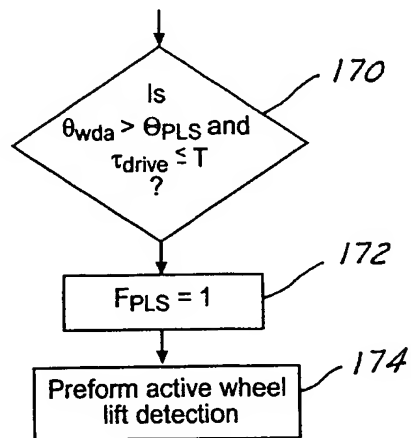 170
Is
θwda > ΘPLS and
τdrive ≤ T
?
172
FPLS = 1
174
Preform active wheel
lift detection